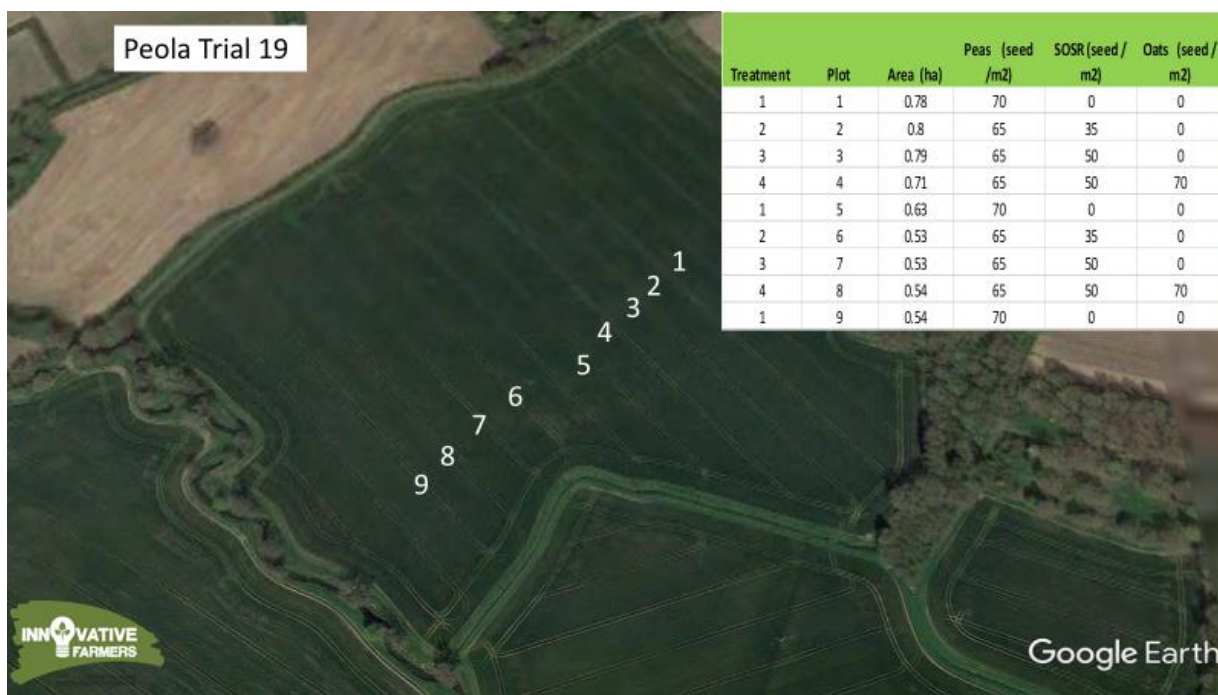 Peola Trial 19
Treatment Plot Area (ha) Peas (seed /m2) SOSR (seed / m2) Oats (seed / m2)
1 1 0.78 70 0 0
2 2 0.8 65 35 0
3 3 0.79 65 50 0
4 4 0.71 65 50 70
1 5 0.63 70 0 0
2 6 0.53 65 35 0
3 7 0.53 65 50 0
4 8 0.54 65 50 70
1 9 0.54 70 0 0
1
2
3
4
5
6
7
8
9
INNOVATIVE
FARMERS
Google Earth